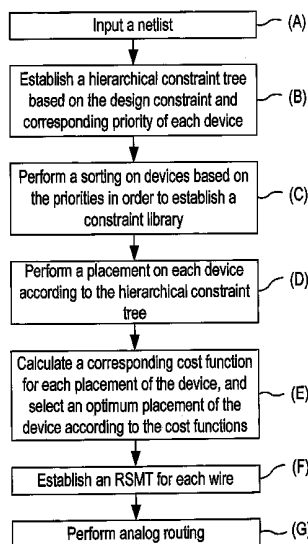 Input a netlist
(A)
Establish a hierarchical constraint tree
based on the design constraint and
corresponding priority of each device
(B)
Perform a sorting on devices based on
the priorities in order to establish a
constraint library
(C)
Perform a placement on each device
according to the hierarchical constraint
tree
(D)
Calculate a corresponding cost function
for each placement of the device, and
select an optimum placement of the
device according to the cost functions
(E)
Establish an RSMT for each wire
(F)
Perform analog routing
(G)